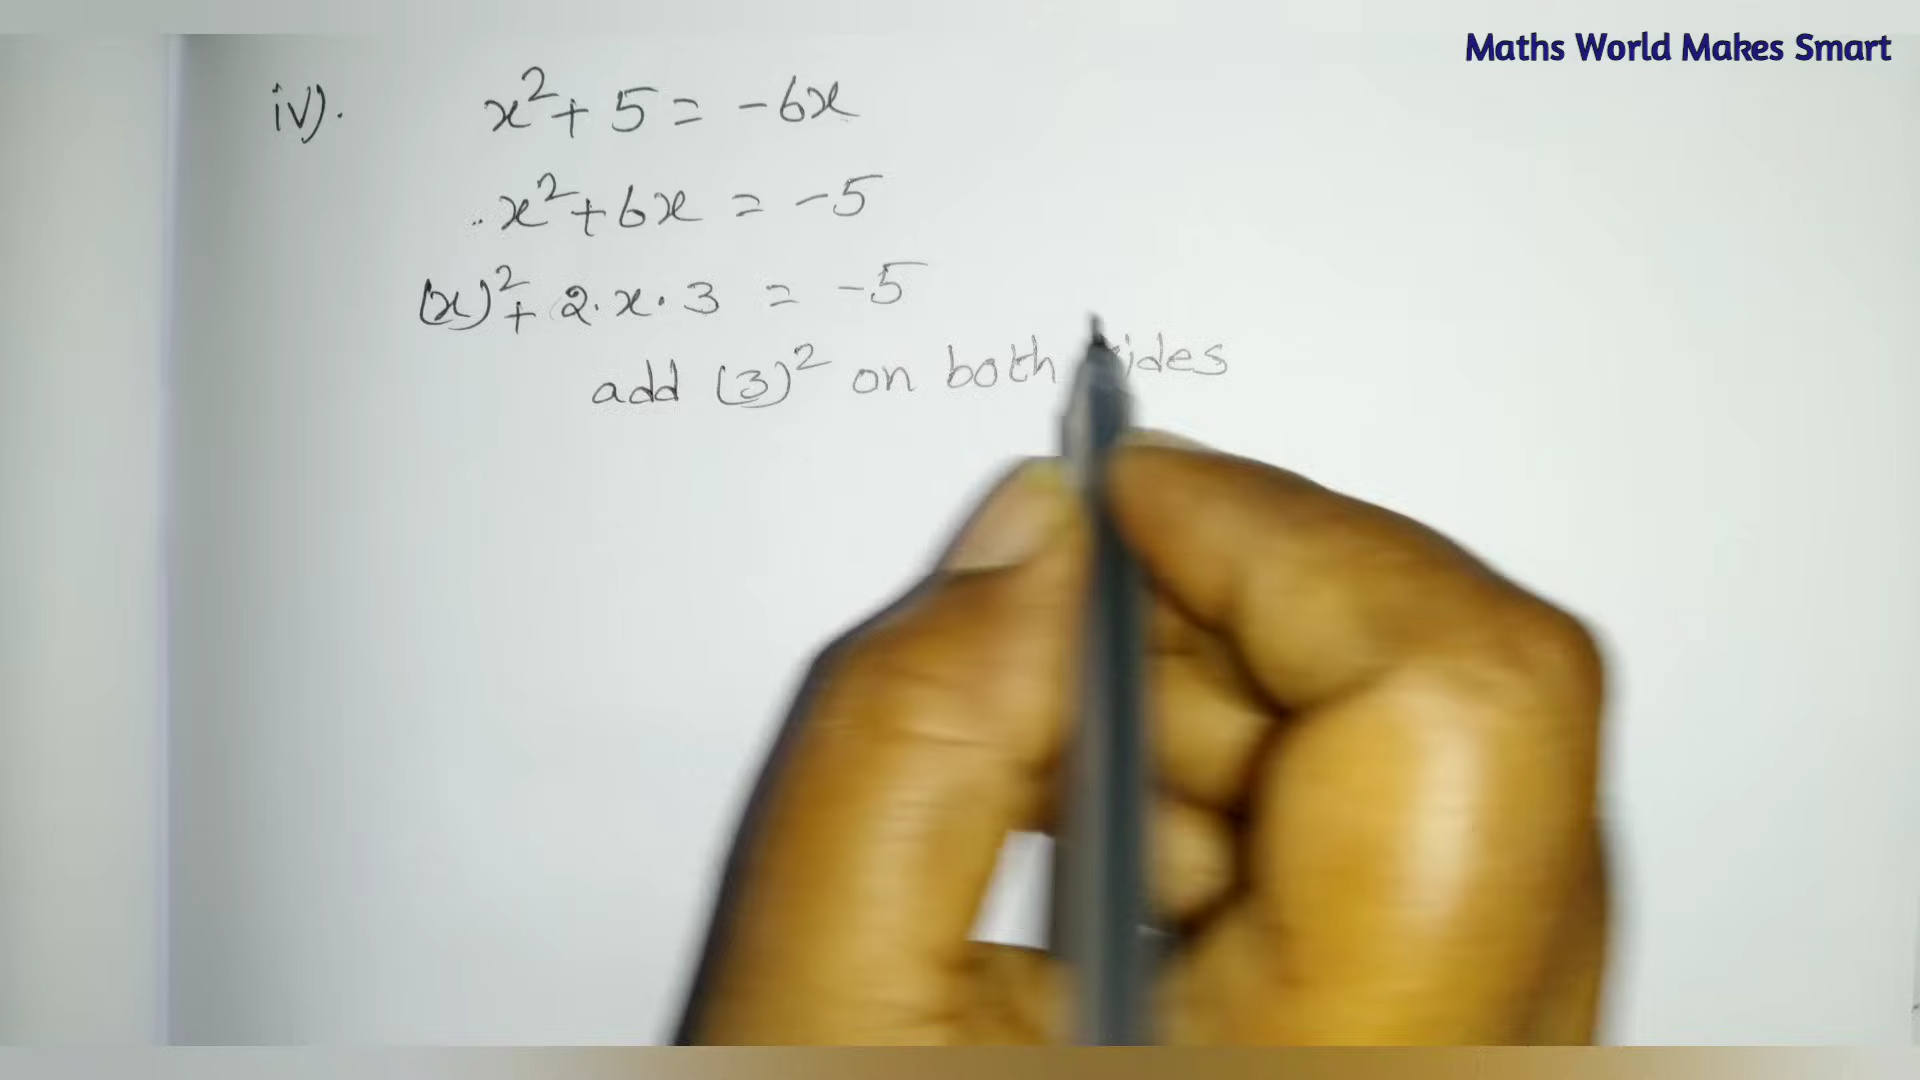 Maths World Makes Smart
iv). x²+ 5 = -6x
x²+6x = -5
(x)²+ 2.x.3 = -5
add (3)² on both sides